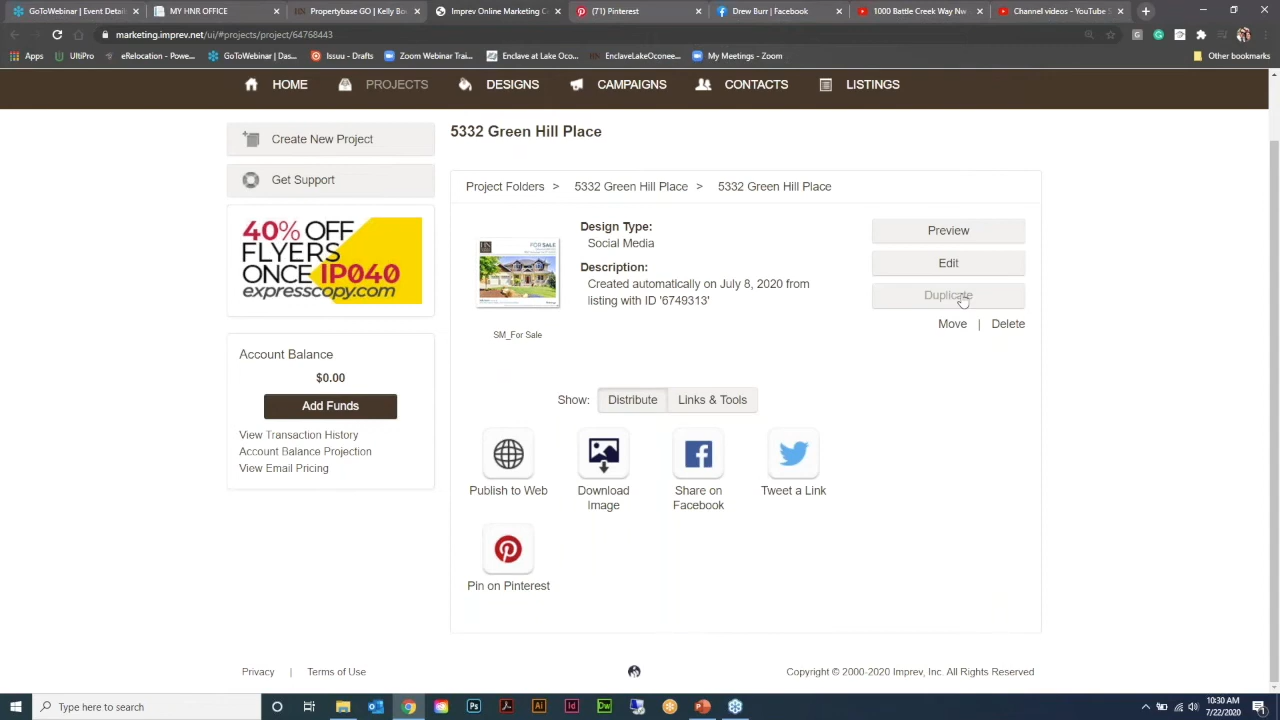 GoToWebinar | Event Detai
MY HNR OFFICE
Propertybase GO | Kelly Bo
Imprev Online Marketing C
(71) Pinterest
Drew Burr | Facebook
1000 Battle Creek Way Nw
Channel videos - YouTube S
marketing.imprev.net/ui/#projects/project/64768443
Apps
UltiPro
eRelocation - Powe...
GoToWebinar | Das...
Issuu - Drafts
Zoom Webinar Trai...
Enclave at Lake Oco...
EnclaveLakeOconee...
My Meetings - Zoom
Other bookmarks
HOME
PROJECTS
DESIGNS
CAMPAIGNS
CONTACTS
LISTINGS
Create New Project
Get Support
40% OFF
FLYERS
ONCE IP040
expresscopy.com
Account Balance
$0.00
Add Funds
View Transaction History
Account Balance Projection
View Email Pricing
5332 Green Hill Place
Project Folders > 5332 Green Hill Place > 5332 Green Hill Place
FOR SALE
SM_For Sale
Design Type:
Social Media
Description:
Created automatically on July 8, 2020 from
listing with ID '6749313'
Preview
Edit
Duplicate
Move | Delete
Show: Distribute Links & Tools
Publish to Web
Download
Image
Share on
Facebook
Tweet a Link
Pin on Pinterest
Privacy | Terms of Use
Copyright © 2000-2020 Imprev, Inc. All Rights Reserved
Type here to search
10:30 AM
7/22/2020